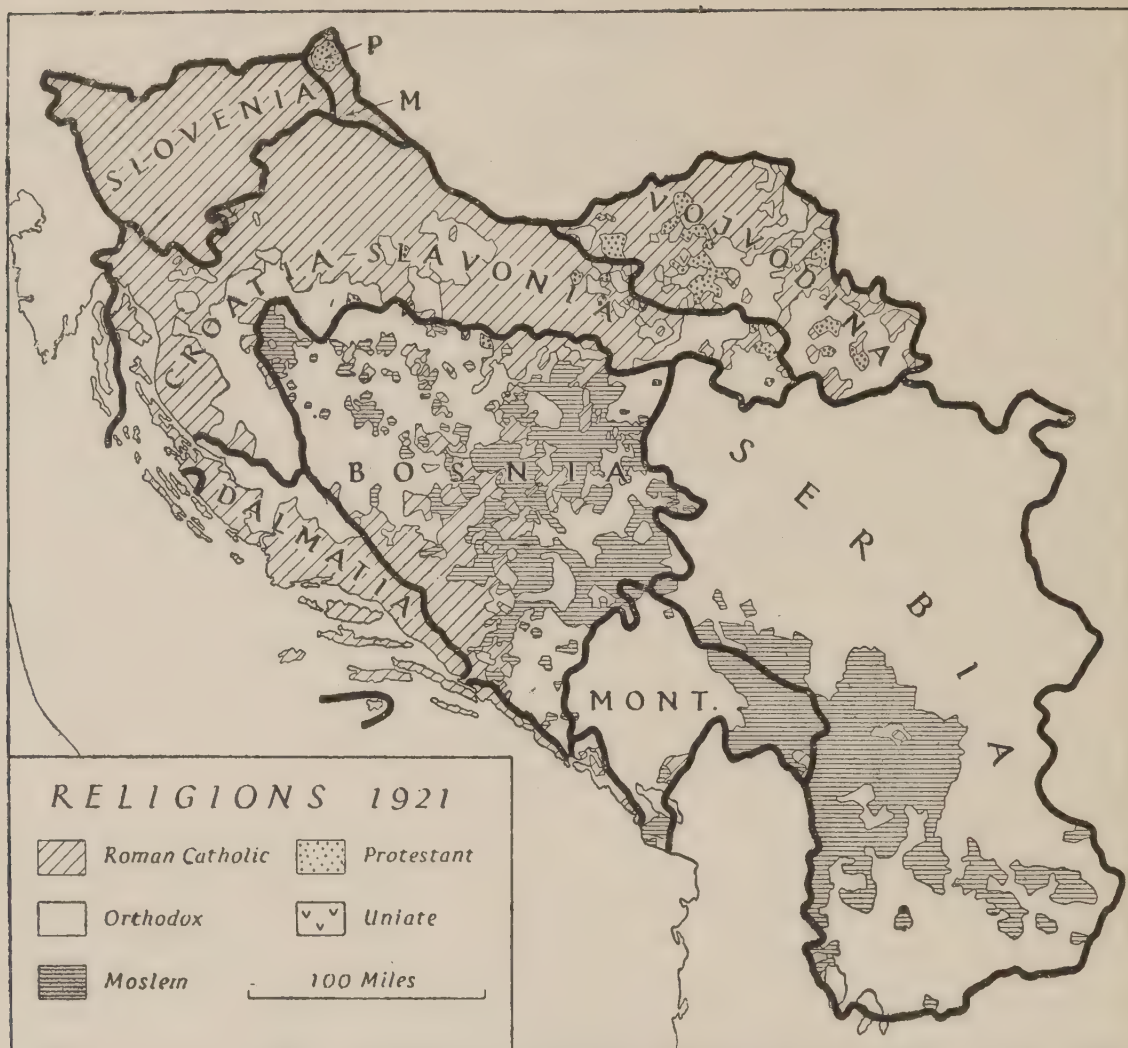 P
M
SLOVENIA
VOJVODINA
CROATIA-SLAVONIA
SERBIA
BOSNIA
DALMATIA
MONT.
RELIGIONS 1921
Roman Catholic
Protestant
Orthodox
Uniate
Moslem
100 Miles